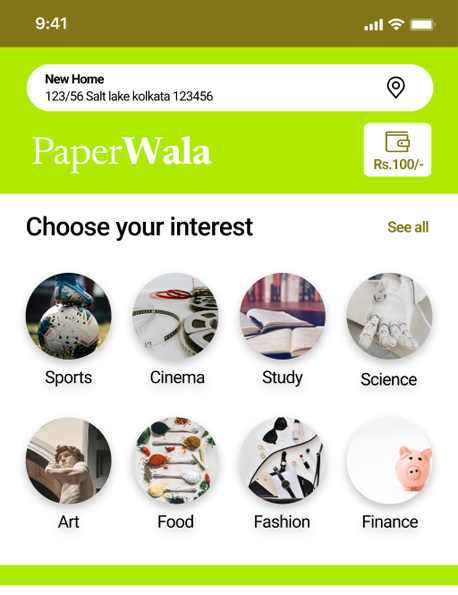 9:41
New Home
123/56 Salt lake kolkata 123456
PaperWala
Rs.100/-
Choose your interest
See all
Sports
Cinema
Study
Science
Art
Food
Fashion
Finance